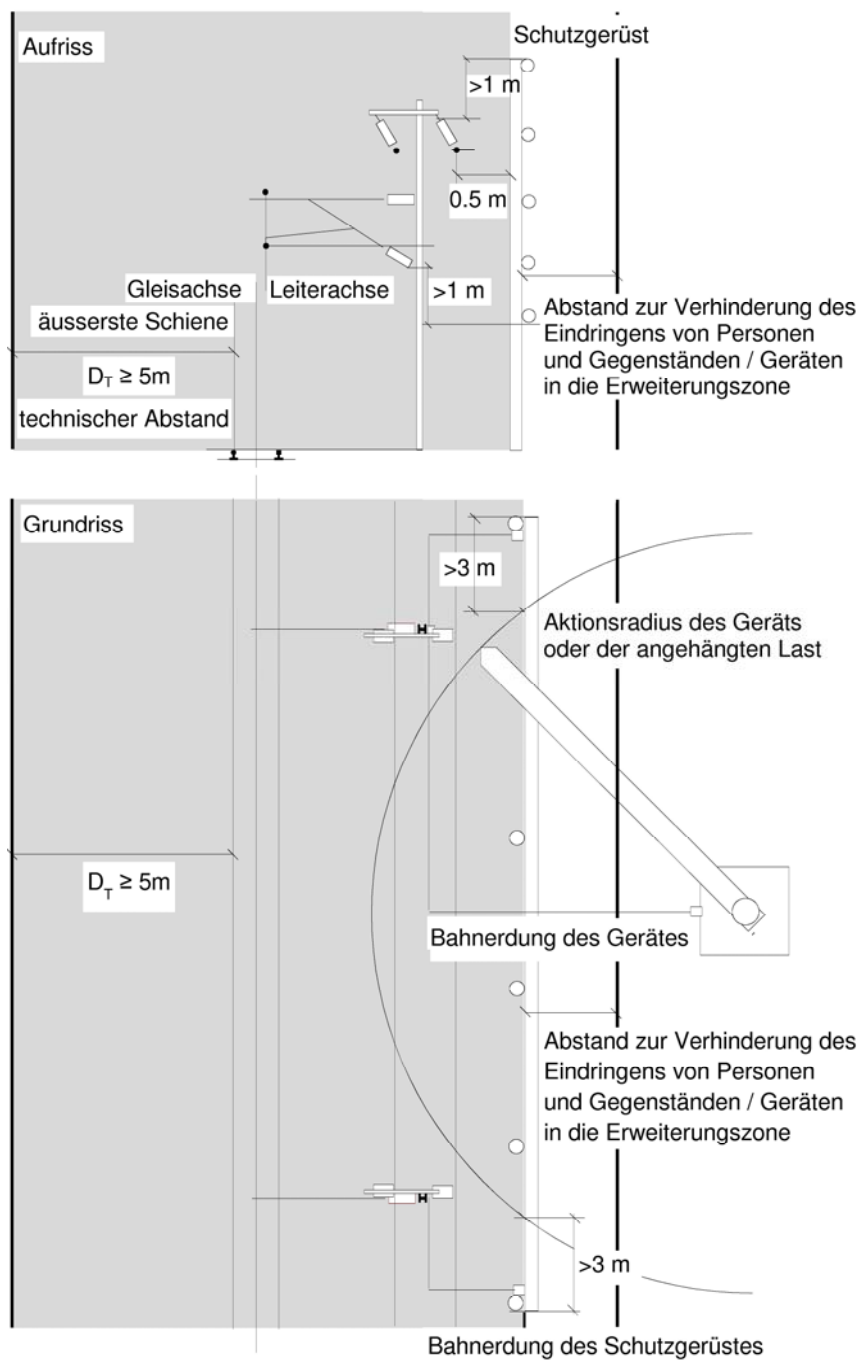 Aufriss
Schutzgerüst
>1 m
0.5 m
Gleisachse
Leiterachse
>1 m
äusserste Schiene
D_T ≥ 5m
technischer Abstand
Abstand zur Verhinderung des
Eindringens von Personen
und Gegenständen / Geräten
in die Erweiterungszone
Grundriss
>3 m
Aktionsradius des Geräts
oder der angehängten Last
D_T ≥ 5m
Bahnerdung des Gerätes
Abstand zur Verhinderung des
Eindringens von Personen
und Gegenständen / Geräten
in die Erweiterungszone
>3 m
Bahnerdung des Schutzgerüstes